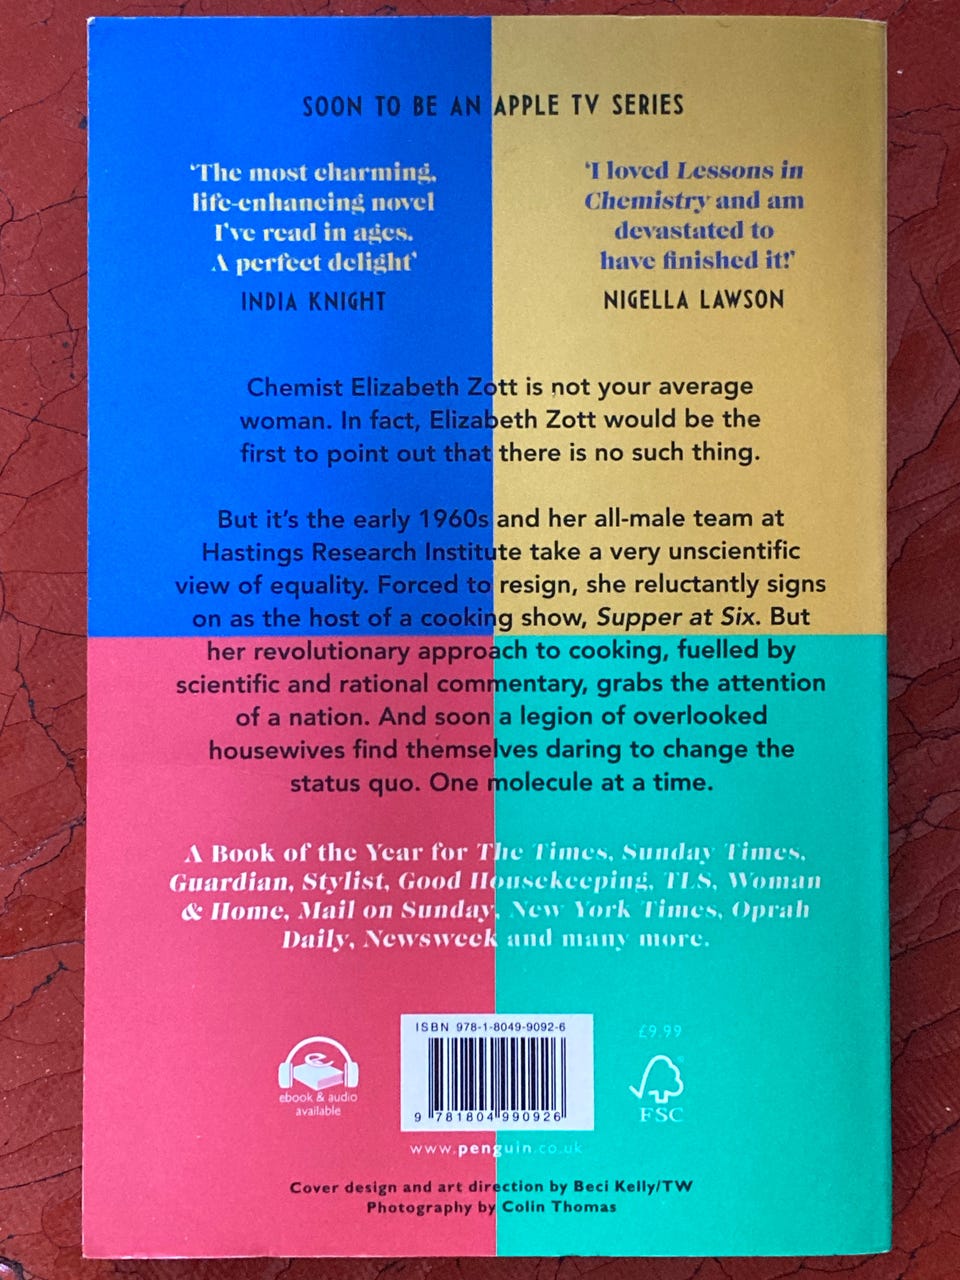 SOON TO BE AN APPLE TV SERIES
‘The most charming,
life-enhancing novel
I’ve read in ages.
A perfect delight’
INDIA KNIGHT
‘I loved Lessons in
Chemistry and am
devastated to
have finished it!’
NIGELLA LAWSON
Chemist Elizabeth Zott is not your average
woman. In fact, Elizabeth Zott would be the
first to point out that there is no such thing.
But it’s the early 1960s and her all-male team at
Hastings Research Institute take a very unscientific
view of equality. Forced to resign, she reluctantly signs
on as the host of a cooking show, Supper at Six. But
her revolutionary approach to cooking, fuelled by
scientific and rational commentary, grabs the attention
of a nation. And soon a legion of overlooked
housewives find themselves daring to change the
status quo. One molecule at a time.
A Book of the Year for The Times, Sunday Times,
Guardian, Stylist, Good Housekeeping, TLS, Woman
& Home, Mail on Sunday, New York Times, Oprah
Daily, Newsweek and many more.
ebook & audio
available
ISBN 978-1-8049-9092-6
9 781804 990926
£9.99
FSC
www.penguin.co.uk
Cover design and art direction by Beci Kelly/TW
Photography by Colin Thomas